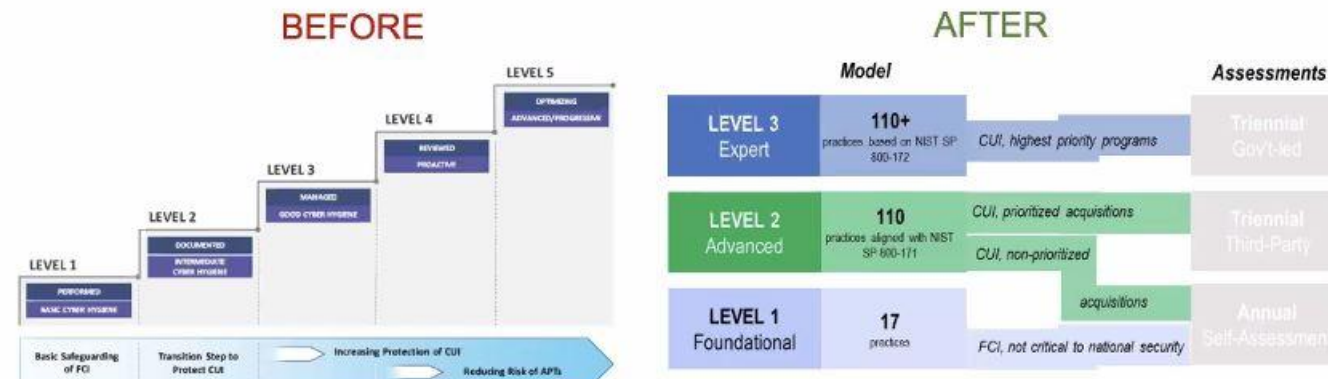 BEFORE
LEVEL 1
PERFORMED
BASIC CYBER HYGIENE
LEVEL 2
DOCUMENTED
INTERMEDIATE
CYBER HYGIENE
LEVEL 3
MANAGED
GOOD CYBER HYGIENE
LEVEL 4
REVIEWED
PROACTIVE
LEVEL 5
OPTIMIZING
ADVANCED/PROGRESSIVE
Basic Safeguarding
of FCI
Transition Step to
Protect CUI
Increasing Protection of CUI
Reducing Risk of APTs
AFTER
Model
Assessments
LEVEL 3
Expert
110+
practices based on NIST SP
800-172
CUI, highest priority programs
Triennial
Gov't-led
LEVEL 2
Advanced
110
practices aligned with NIST
SP 800-171
CUI, prioritized acquisitions
CUI, non-prioritized
acquisitions
Triennial
Third-Party
LEVEL 1
Foundational
17
practices
FCI, not critical to national security
Annual
Self-Assessment